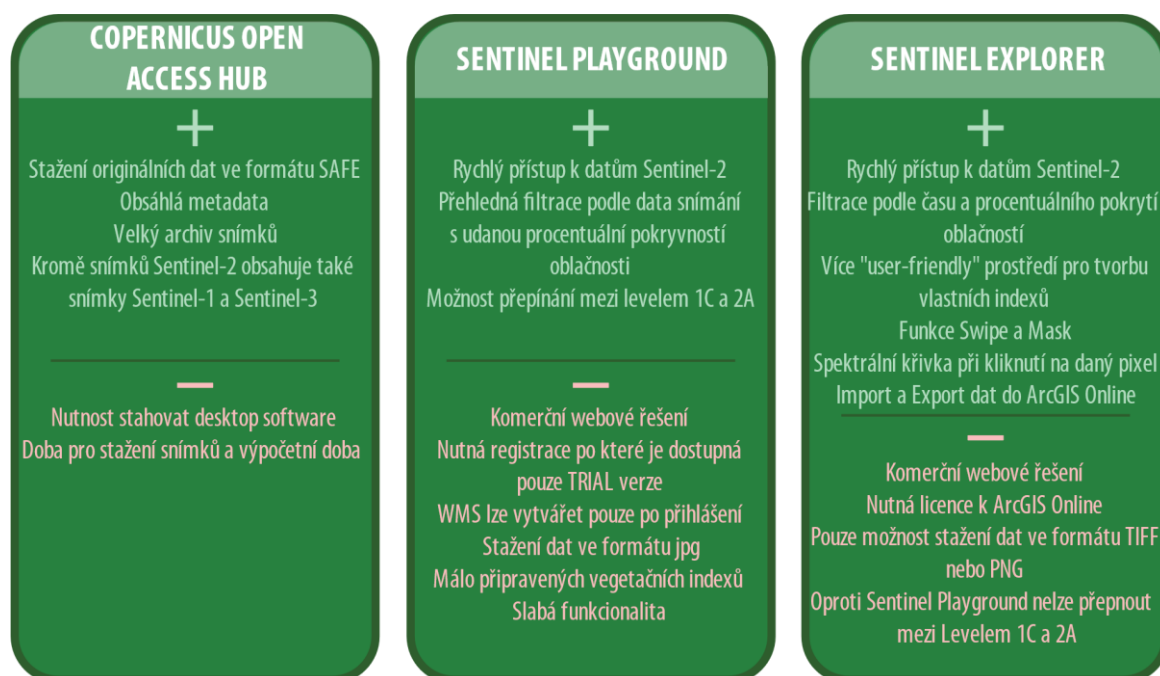 COPERNICUS OPEN
ACCESS HUB
+
Stažení originálních dat ve formátu SAFE
Obsáhlá metadata
Velký archiv snímků
Kromě snímků Sentinel-2 obsahuje také
snímky Sentinel-1 a Sentinel-3
—
Nutnost stahovat desktop software
Doba pro stažení snímků a výpočetní doba
SENTINEL PLAYGROUND
+
Rychlý přístup k datům Sentinel-2
Přehledná filtrace podle data snímání
s udanou procentuální pokryvností
oblačnosti
Možnost přepínání mezi levelem 1C a 2A
—
Komerční webové řešení
Nutná registrace po které je dostupná
pouze TRIAL verze
WMS lze vytvářet pouze po přihlášení
Stažení dat ve formátu jpg
Málo připravených vegetačních indexů
Slabá funkcionalita
SENTINEL EXPLORER
+
Rychlý přístup k datům Sentinel-2
Filtrace podle času a procentuálního pokrytí
oblačností
Více "user-friendly" prostředí pro tvorbu
vlastních indexů
Funkce Swipe a Mask
Spektrální křivka při kliknutí na daný pixel
Import a Export dat do ArcGIS Online
—
Komerční webové řešení
Nutná licence k ArcGIS Online
Pouze možnost stažení dat ve formátu TIFF
nebo PNG
Oproti Sentinel Playground nelze přepnout
mezi Levelem 1C a 2A